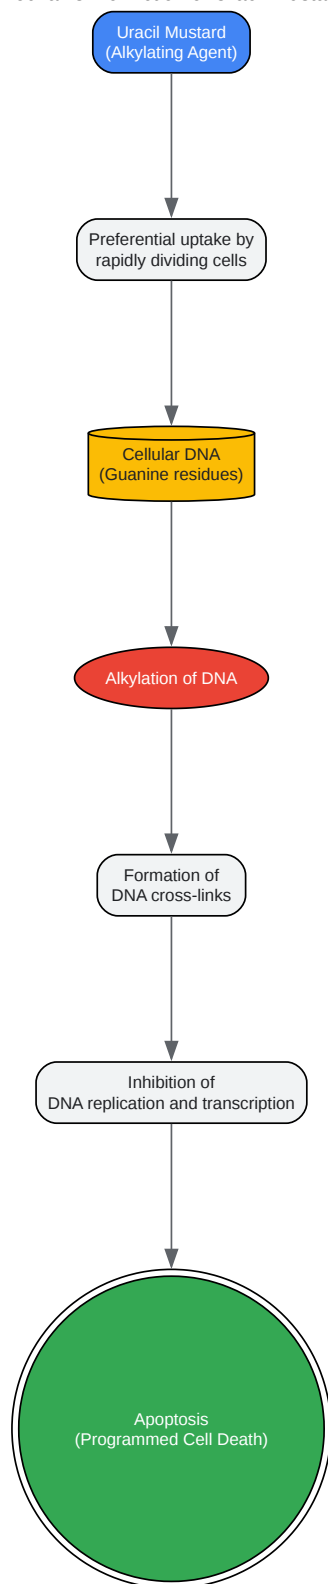 Uracil Mustard
(Alkylating Agent)
Preferential uptake by
rapidly dividing cells
Cellular DNA
(Guanine residues)
Alkylation of DNA
Formation of
DNA cross-links
Inhibition of
DNA replication and transcription
Apoptosis
(Programmed Cell Death)